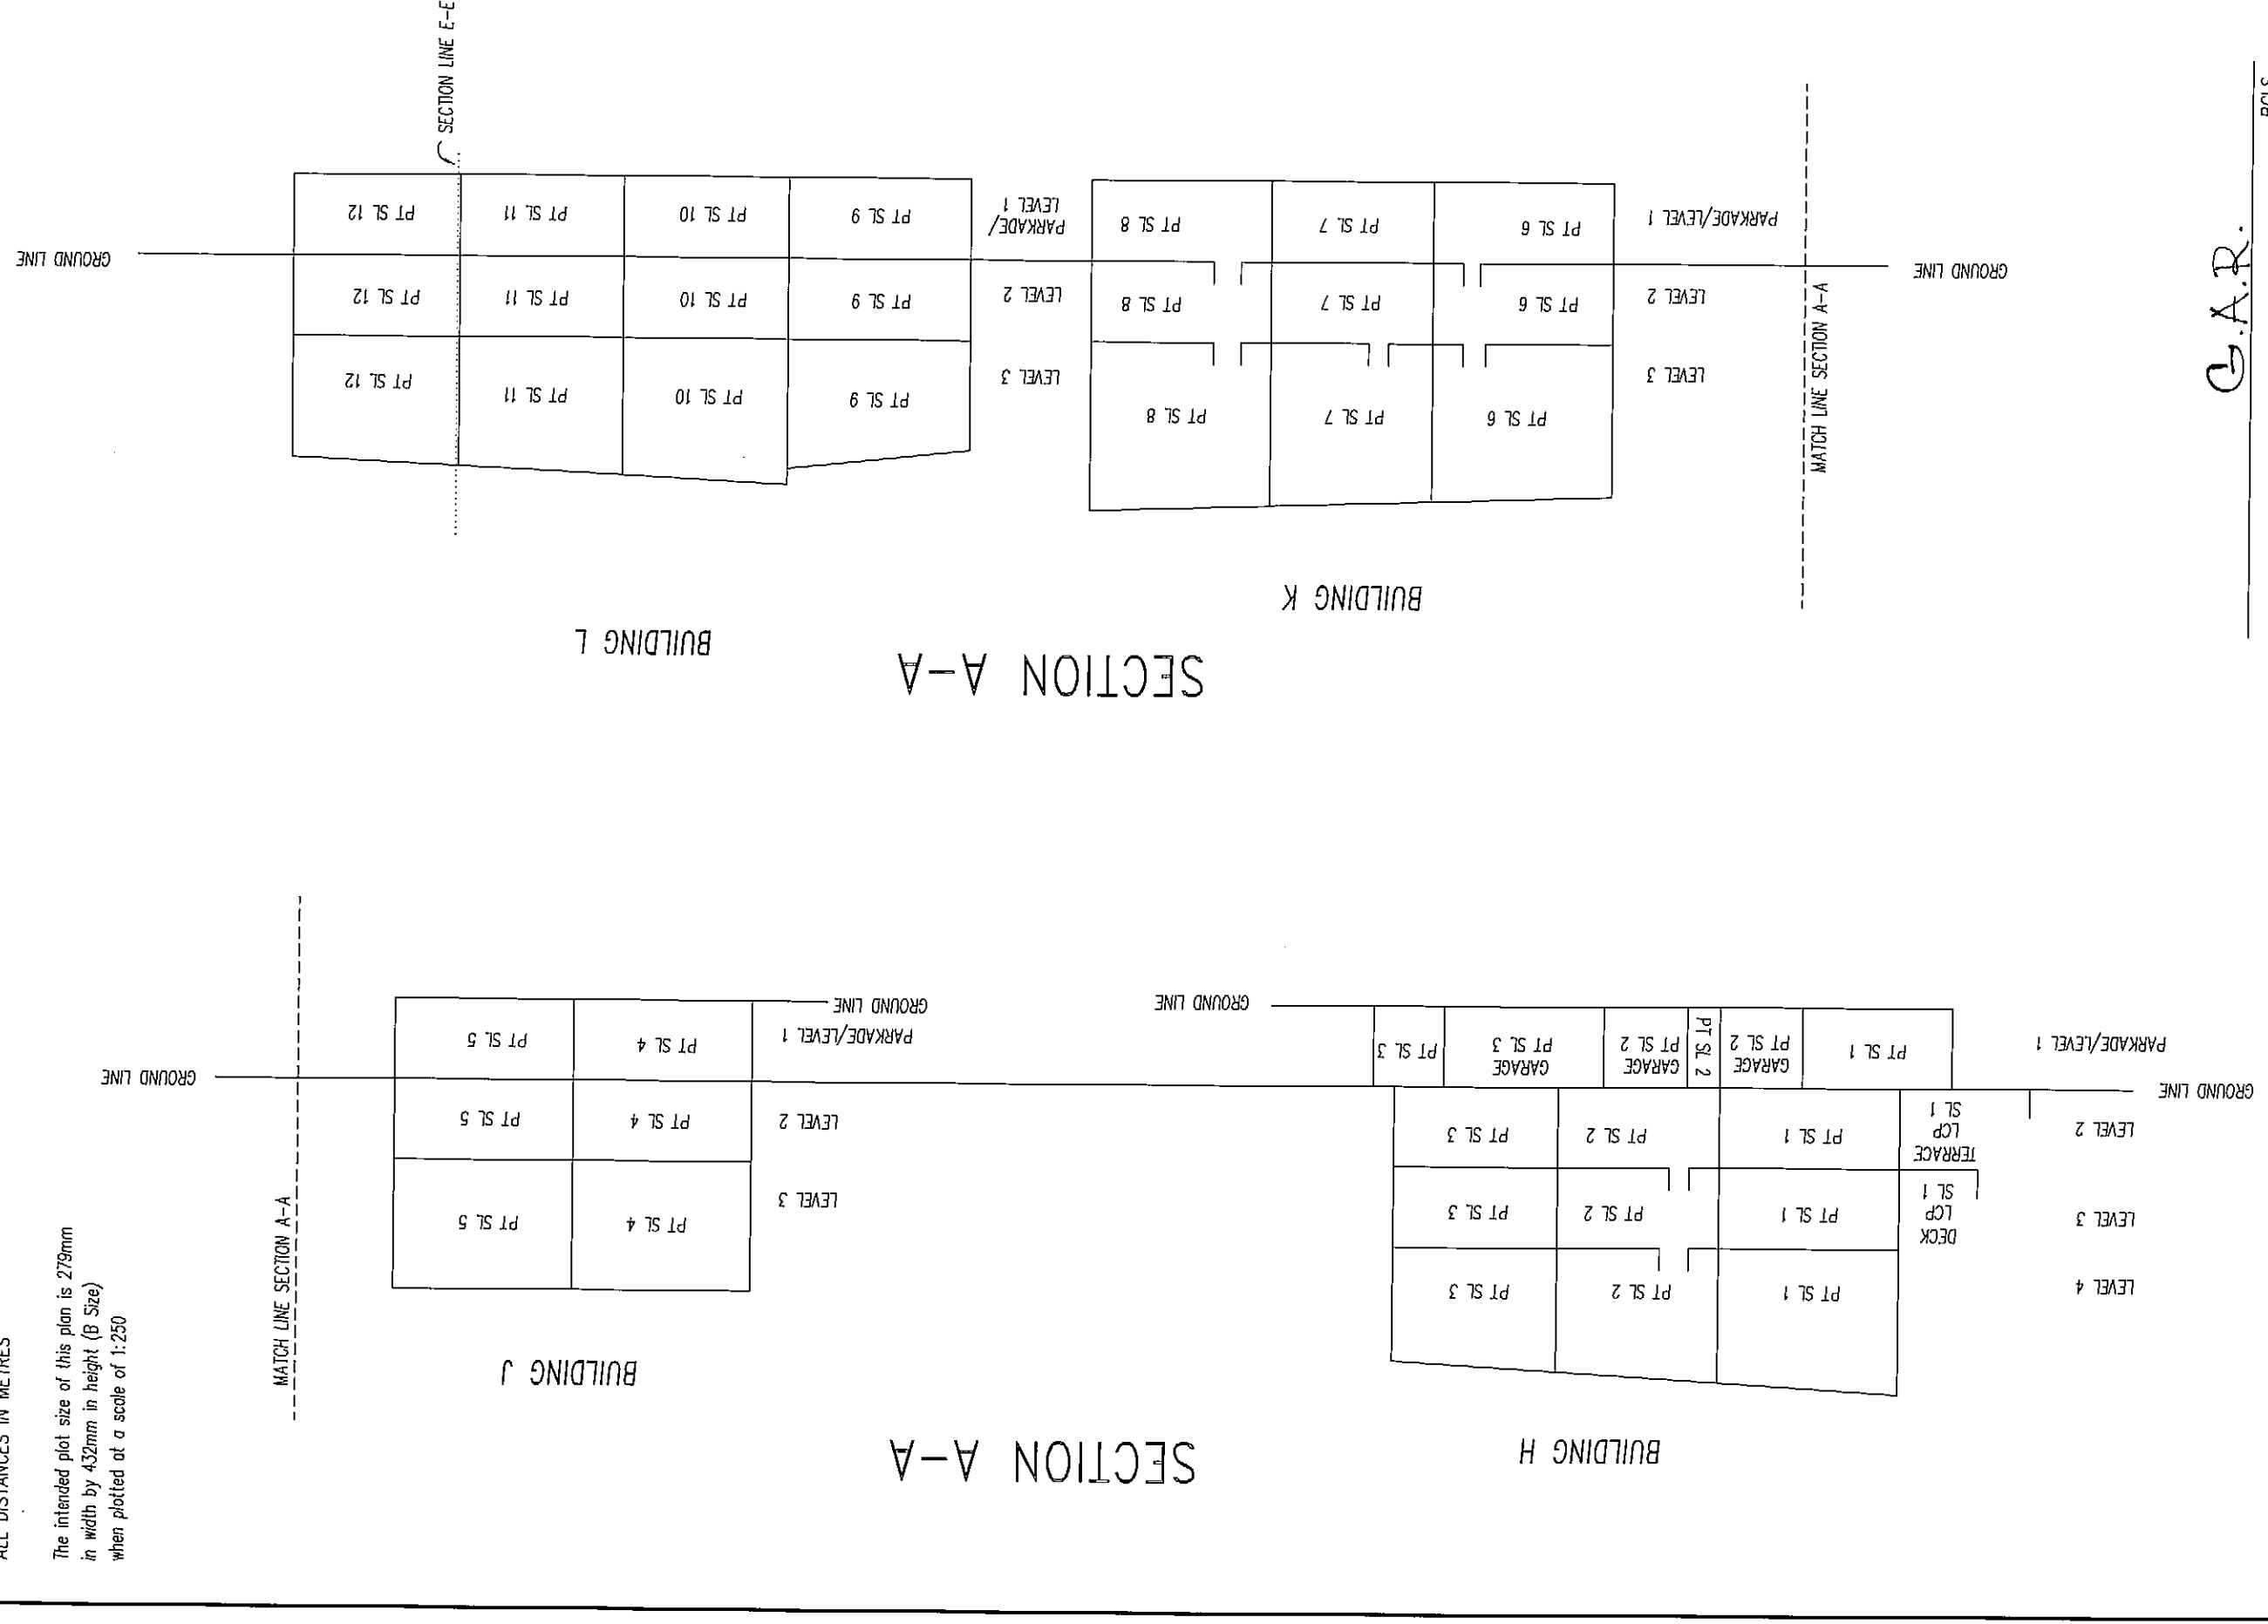 ALL DISTANCES IN METRES
The intended plot size of this plan is 279mm
in width by 432mm in height (B Size)
when plotted at a scale of 1:250
SECTION A-A
BUILDING H
BUILDING J
MATCH LINE SECTION A-A
LEVEL 4
PT SL 1
PT SL 2
PT SL 3
LEVEL 3
DECK
LCP
SL 1
PT SL 1
PT SL 2
PT SL 3
LEVEL 2
TERRACE
LCP
SL 1
PT SL 1
PT SL 2
PT SL 3
GROUND LINE
PARKADE/LEVEL 1
PT SL 1
GARAGE
PT SL 2
PT SL 2
GARAGE
PT SL 2
GARAGE
PT SL 3
PT SL 3
GROUND LINE
LEVEL 3
PT SL 4
PT SL 5
LEVEL 2
PT SL 4
PT SL 5
GROUND LINE
PARKADE/LEVEL 1
PT SL 4
PT SL 5
GROUND LINE
SECTION A-A
BUILDING K
BUILDING L
MATCH LINE SECTION A-A
LEVEL 3
PT SL 6
PT SL 7
PT SL 8
LEVEL 2
PT SL 6
PT SL 7
PT SL 8
GROUND LINE
PARKADE/LEVEL 1
PT SL 6
PT SL 7
PT SL 8
LEVEL 3
PT SL 9
PT SL 10
PT SL 11
PT SL 12
LEVEL 2
PT SL 9
PT SL 10
PT SL 11
PT SL 12
GROUND LINE
PARKADE/
LEVEL 1
PT SL 9
PT SL 10
PT SL 11
PT SL 12
SECTION LINE E-E
BCLS